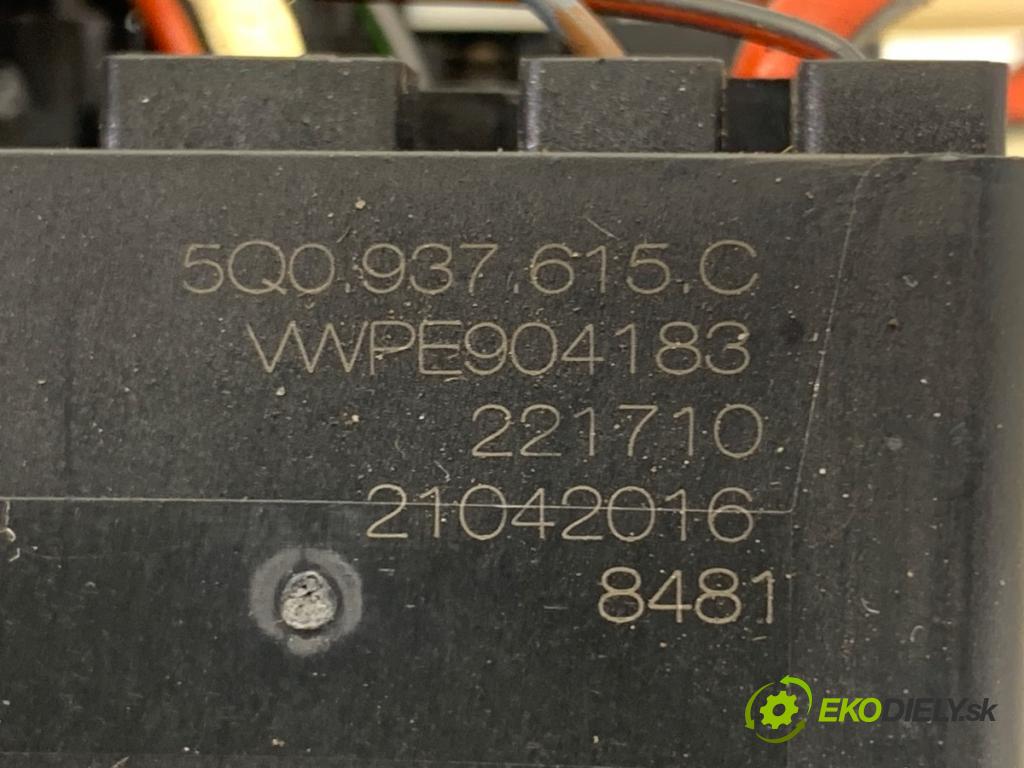 5Q0.937.615.C
VWPE904183
221710
21042016
8481
EKODIELY.sk